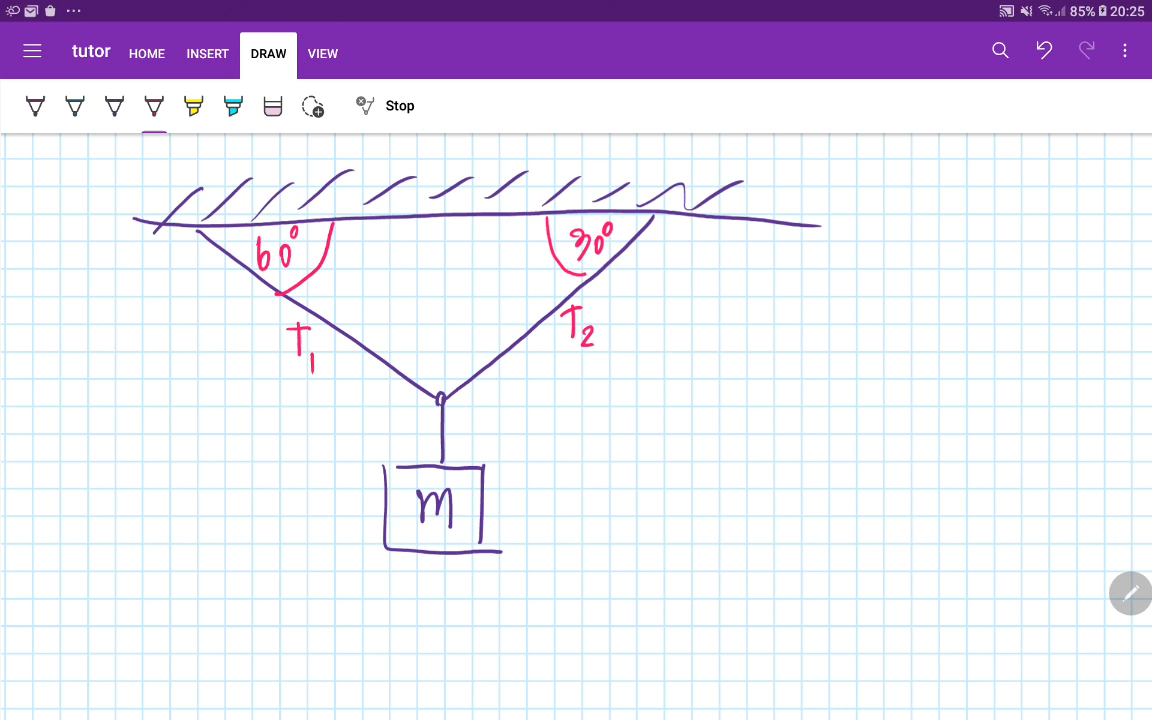 85% 20:25
tutor HOME INSERT DRAW VIEW
Stop
60° 30°
T1 T2
m